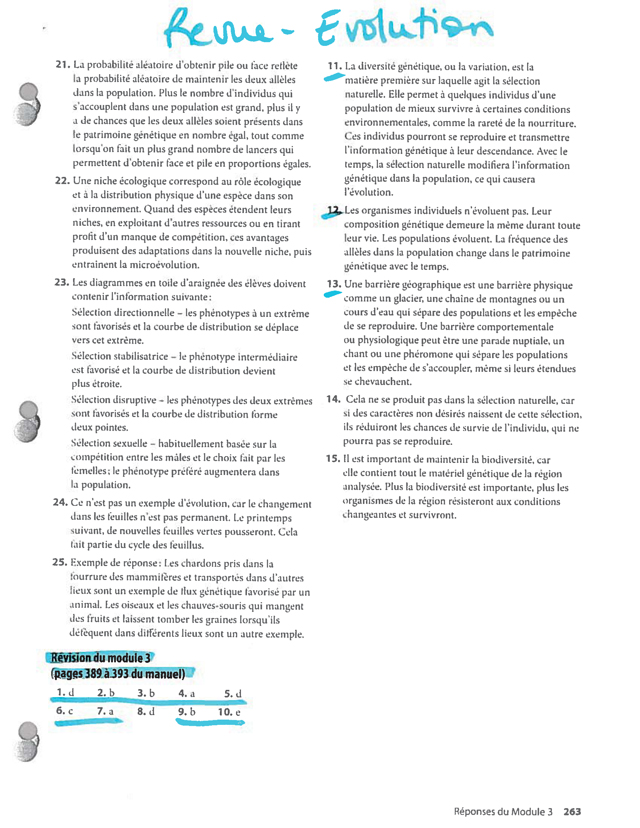 Revue - Evolution
21. La probabilité aléatoire d'obtenir pile ou face reflète
la probabilité aléatoire de maintenir les deux allèles
dans la population. Plus le nombre d'individus qui
s'accouplent dans une population est grand, plus il y
a de chances que les deux allèles soient présents dans
le patrimoine génétique en nombre égal, tout comme
lorsqu'on fait un plus grand nombre de lancers qui
permettent d'obtenir face et pile en proportions égales.
22. Une niche écologique correspond au rôle écologique
et à la distribution physique d'une espèce dans son
environnement. Quand des espèces étendent leurs
niches, en exploitant d'autres ressources ou en tirant
profit d'un manque de compétition, ces avantages
produisent des adaptations dans la nouvelle niche, puis
entraînent la microévolution.
23. Les diagrammes en toile d'araignée des élèves doivent
contenir l'information suivante :
Sélection directionnelle – les phénotypes à un extrême
sont favorisés et la courbe de distribution se déplace
vers cet extrême.
Sélection stabilisatrice – le phénotype intermédiaire
est favorisé et la courbe de distribution devient
plus étroite.
Sélection disruptive – les phénotypes des deux extrêmes
sont favorisés et la courbe de distribution forme
deux pointes.
Sélection sexuelle – habituellement basée sur la
compétition entre les mâles et le choix fait par les
femelles; le phénotype préféré augmentera dans
la population.
24. Ce n'est pas un exemple d'évolution, car le changement
dans les feuilles n'est pas permanent. Le printemps
suivant, de nouvelles feuilles vertes pousseront. Cela
fait partie du cycle des feuillus.
25. Exemple de réponse : Les chardons pris dans la
fourrure des mammifères et transportés dans d'autres
lieux sont un exemple de flux génétique favorisé par un
animal. Les oiseaux et les chauves-souris qui mangent
des fruits et laissent tomber les graines lorsqu'ils
défèquent dans différents lieux sont un autre exemple.
Révision du module 3
(pages 389 à 393 du manuel)
1. d 2. b 3. b 4. a 5. d
6. c 7. a 8. d 9. b 10. e
11. La diversité génétique, ou la variation, est la
matière première sur laquelle agit la sélection
naturelle. Elle permet à quelques individus d'une
population de mieux survivre à certaines conditions
environnementales, comme la rareté de la nourriture.
Ces individus pourront se reproduire et transmettre
l'information génétique à leur descendance. Avec le
temps, la sélection naturelle modifiera l'information
génétique dans la population, ce qui causera
l'évolution.
12. Les organismes individuels n'évoluent pas. Leur
composition génétique demeure la même durant toute
leur vie. Les populations évoluent. La fréquence des
allèles dans la population change dans le patrimoine
génétique avec le temps.
13. Une barrière géographique est une barrière physique
comme un glacier, une chaîne de montagnes ou un
cours d'eau qui sépare des populations et les empêche
de se reproduire. Une barrière comportementale
ou physiologique peut être une parade nuptiale, un
chant ou une phéromone qui sépare les populations
et les empêche de s'accoupler, même si leurs étendues
se chevauchent.
14. Cela ne se produit pas dans la sélection naturelle, car
si des caractères non désirés naissent de cette sélection,
ils réduiront les chances de survie de l'individu, qui ne
pourra pas se reproduire.
15. Il est important de maintenir la biodiversité, car
elle contient tout le matériel génétique de la région
analysée. Plus la biodiversité est importante, plus les
organismes de la région résisteront aux conditions
changeantes et survivront.
Réponses du Module 3 263